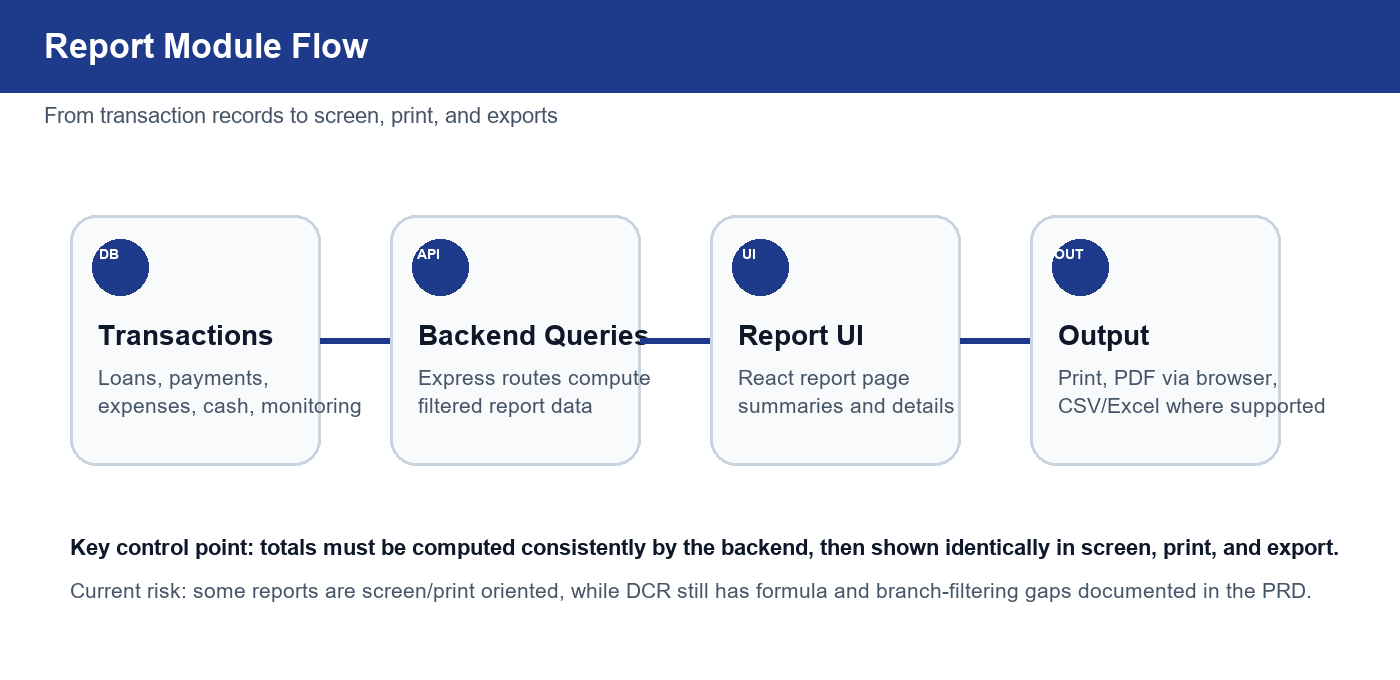 Report Module Flow
From transaction records to screen, print, and exports
DB
Transactions
Loans, payments,
expenses, cash, monitoring
API
Backend Queries
Express routes compute
filtered report data
UI
Report UI
React report page
summaries and details
OUT
Output
Print, PDF via browser,
CSV/Excel where supported
Key control point: totals must be computed consistently by the backend, then shown identically in screen, print, and export.
Current risk: some reports are screen/print oriented, while DCR still has formula and branch-filtering gaps documented in the PRD.